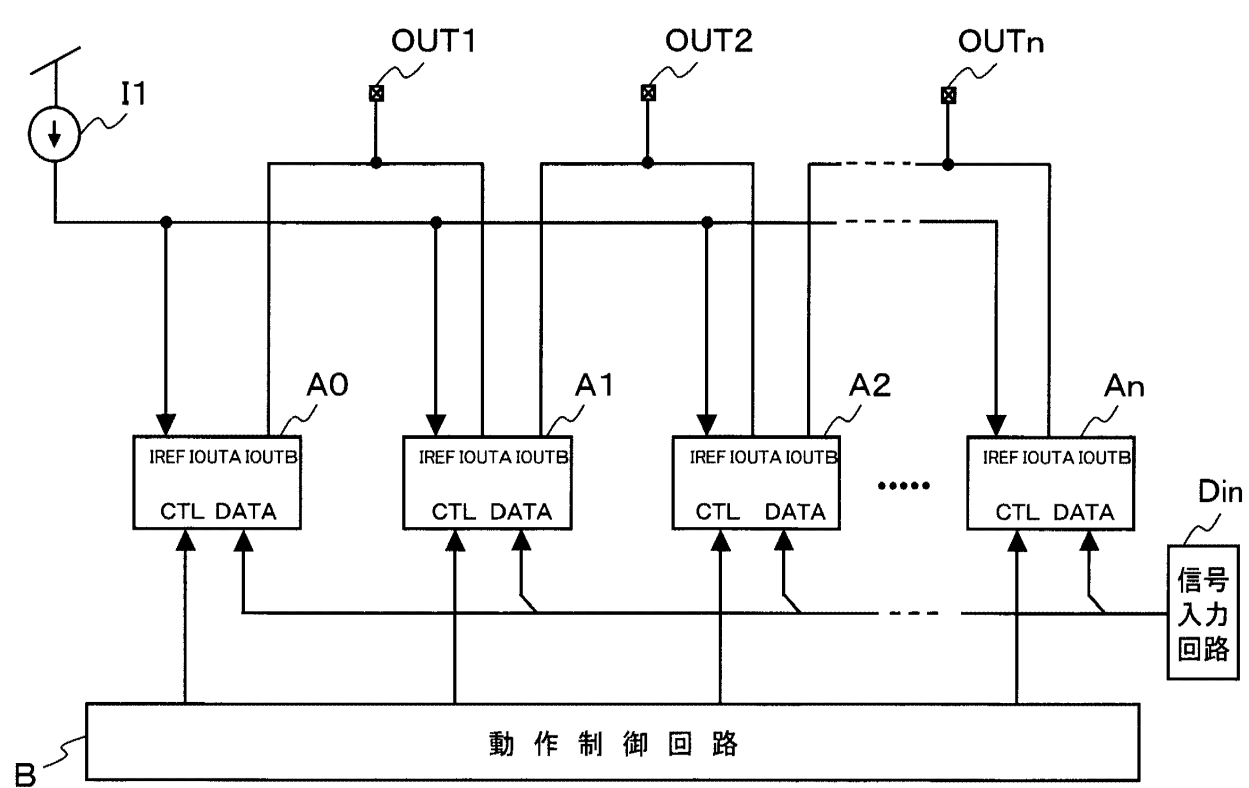 OUT1
OUT2
OUTn
I1
A0
A1
A2
An
IREF IOUTA IOUTB
CTL DATA
IREF IOUTA IOUTB
CTL DATA
IREF IOUTA IOUTB
CTL DATA
IREF IOUTA IOUTB
CTL DATA
Din
信号
入力
回路
動作制御回路
B